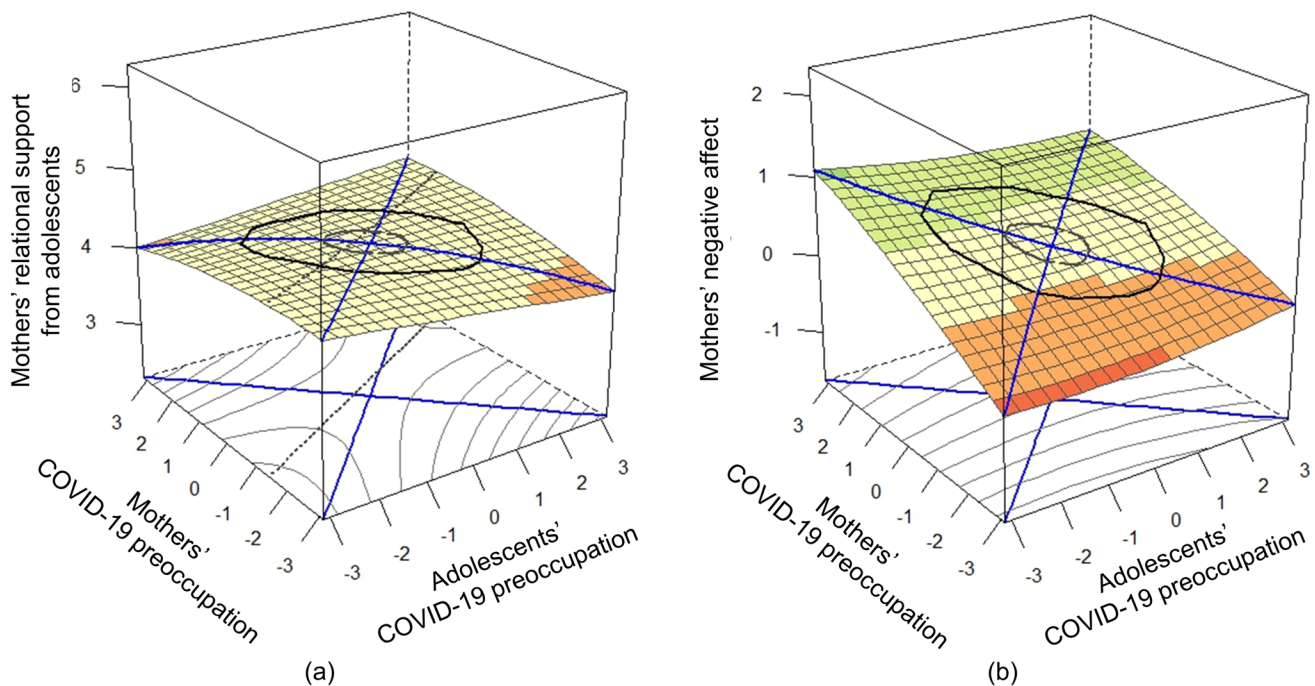 Mothers’ relational support
from adolescents
6
5
4
3
3
2
1
0
-1
-2
-3
Mothers’
COVID-19 preoccupation
-3
-2
-1
0
1
2
3
Adolescents’
COVID-19 preoccupation
(a)
Mothers’ negative affect
2
1
0
-1
3
2
1
0
-1
-2
-3
Mothers’
COVID-19 preoccupation
-3
-2
-1
0
1
2
3
Adolescents’
COVID-19 preoccupation
(b)